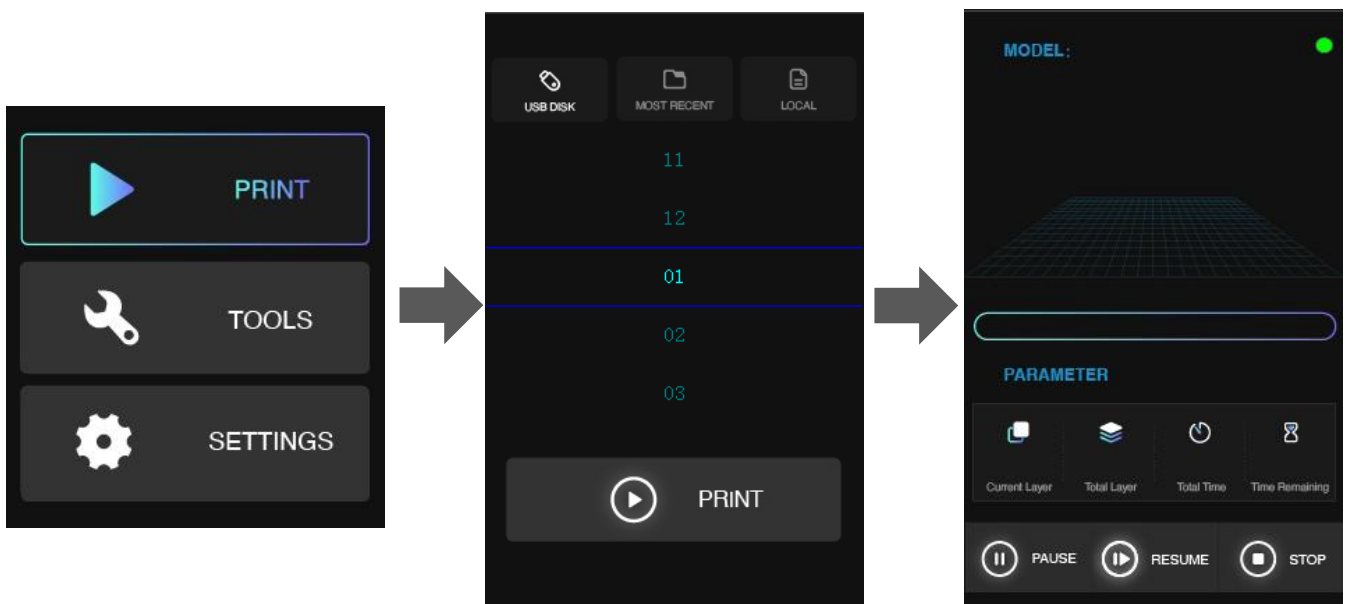 PRINT
TOOLS
SETTINGS
USB DISK MOST RECENT LOCAL
11
12
01
02
03
PRINT
MODEL:
PARAMETER
Current Layer Total Layer Total Time Time Remaining
PAUSE RESUME STOP